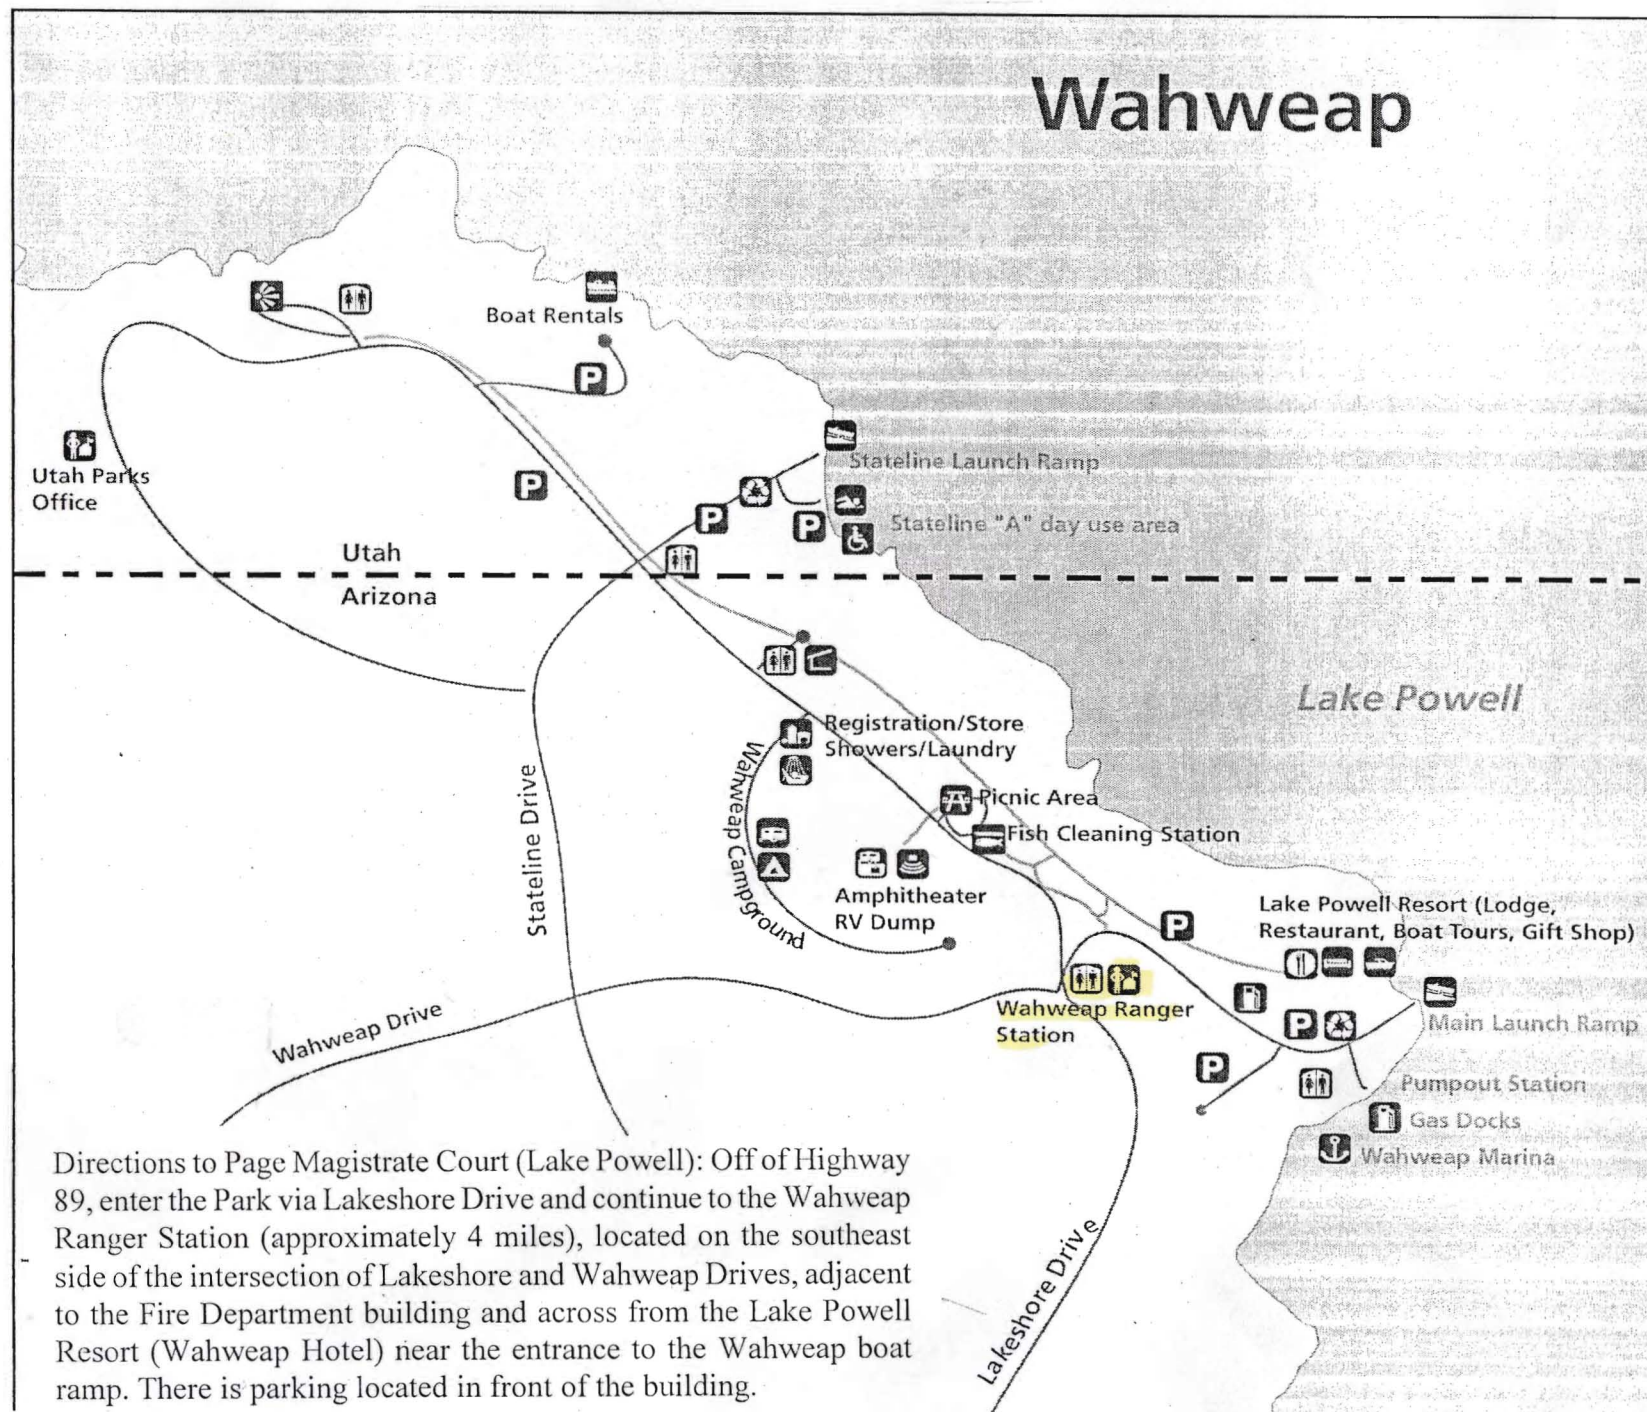 Wahweap
Boat Rentals
P
Utah Parks
Office
P
Stateline Launch Ramp
P
P
Stateline "A" day use area
Utah
Arizona
Lake Powell
Registration/Store
Showers/Laundry
Wahweap Campground
Stateline Drive
Picnic Area
Fish Cleaning Station
Amphitheater
RV Dump
Lake Powell Resort (Lodge,
Restaurant, Boat Tours, Gift Shop)
P
Wahweap Drive
Wahweap Ranger
Station
P
Main Launch Ramp
P
Pumpout Station
Gas Docks
Wahweap Marina
Lakeshore Drive
Directions to Page Magistrate Court (Lake Powell): Off of Highway
89, enter the Park via Lakeshore Drive and continue to the Wahweap
Ranger Station (approximately 4 miles), located on the southeast
side of the intersection of Lakeshore and Wahweap Drives, adjacent
to the Fire Department building and across from the Lake Powell
Resort (Wahweap Hotel) near the entrance to the Wahweap boat
ramp. There is parking located in front of the building.